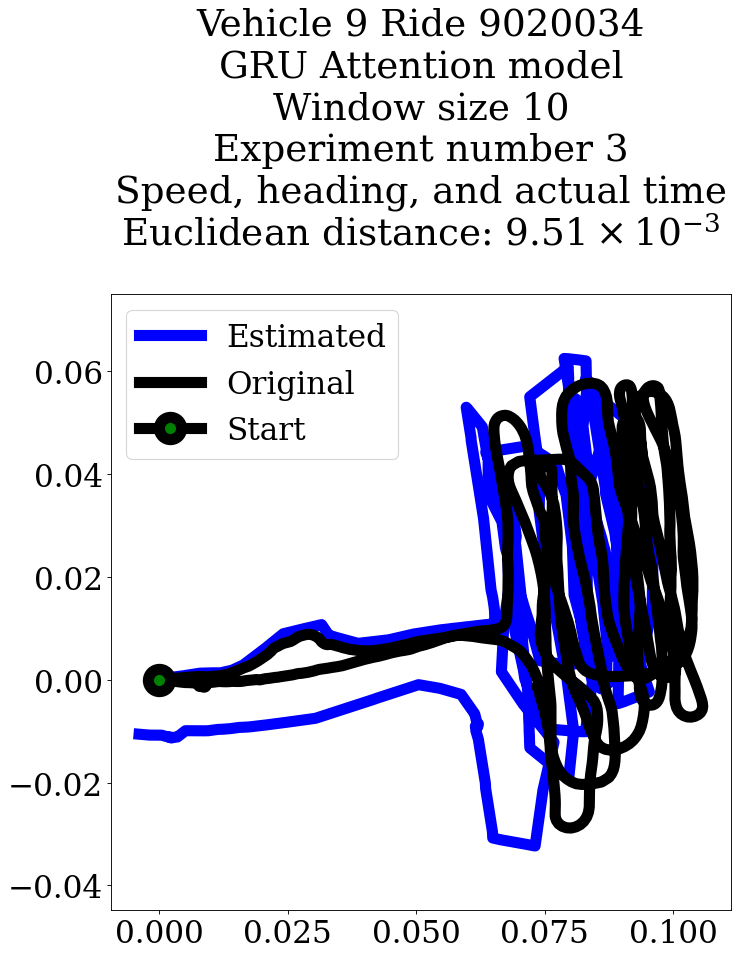 Vehicle 9 Ride 9020034
GRU Attention model
Window size 10
Experiment number 3
Speed, heading, and actual time
Euclidean distance: 9.51 × 10⁻³
Estimated
Original
Start
0.06
0.04
0.02
0.00
−0.02
−0.04
0.000 0.025 0.050 0.075 0.100